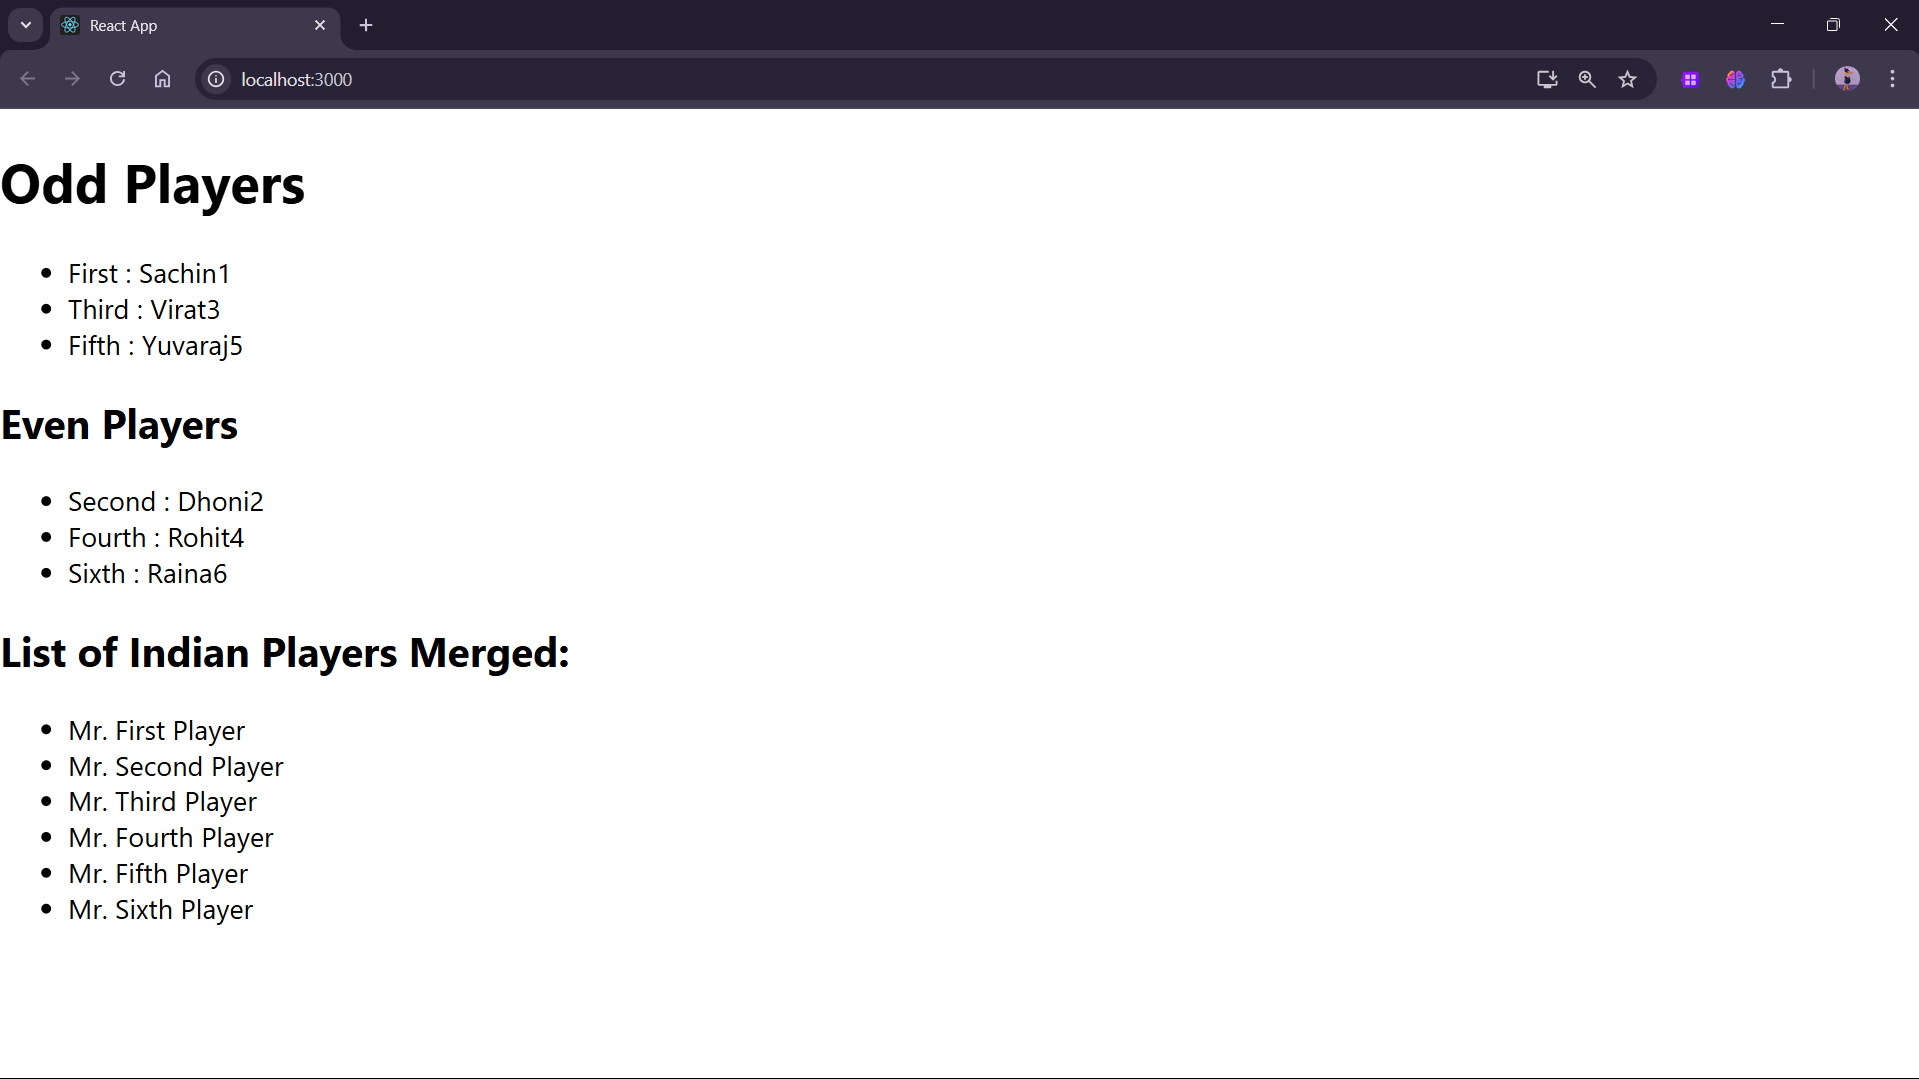 React App
localhost:3000
Odd Players
First : Sachin1
Third : Virat3
Fifth : Yuvaraj5
Even Players
Second : Dhoni2
Fourth : Rohit4
Sixth : Raina6
List of Indian Players Merged:
Mr. First Player
Mr. Second Player
Mr. Third Player
Mr. Fourth Player
Mr. Fifth Player
Mr. Sixth Player